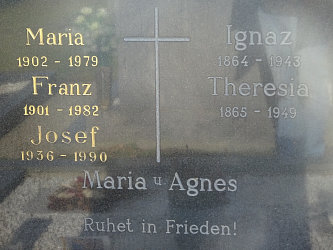 Maria
1902 - 1979
Franz
1901 - 1982
Josef
1936 - 1990
Ignaz
1864 - 1943
Theresia
1865 - 1949
Maria u Agnes
Ruhet in Frieden!